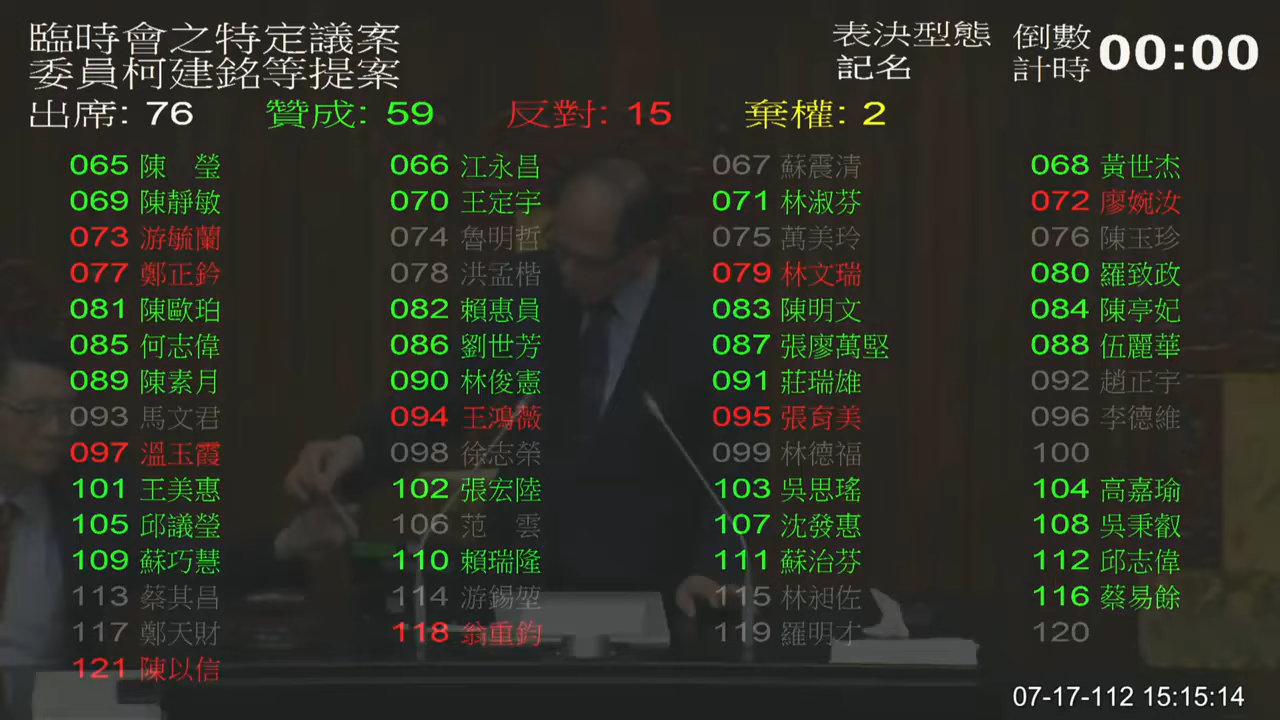 臨時會之特定議案 表決型態 倒數 00:00
委員柯建銘等提案 記名 計時
出席: 76 贊成: 59 反對: 15 棄權: 2
065 陳　瑩 066 江永昌 067 蘇震清 068 黃世杰
069 陳靜敏 070 王定宇 071 林淑芬 072 廖婉汝
073 游毓蘭 074 魯明哲 075 萬美玲 076 陳玉珍
077 鄭正鈐 078 洪孟楷 079 林文瑞 080 羅致政
081 陳歐珀 082 賴惠員 083 陳明文 084 陳亭妃
085 何志偉 086 劉世芳 087 張廖萬堅 088 伍麗華
089 陳素月 090 林俊憲 091 莊瑞雄 092 趙正宇
093 馬文君 094 王鴻薇 095 張育美 096 李德維
097 溫玉霞 098 徐志榮 099 林德福 100
101 王美惠 102 張宏陸 103 吳思瑤 104 高嘉瑜
105 邱議瑩 106 范　雲 107 沈發惠 108 吳秉叡
109 蘇巧慧 110 賴瑞隆 111 蘇治芬 112 邱志偉
113 蔡其昌 114 游錫堃 115 林昶佐 116 蔡易餘
117 鄭天財 118 翁重鈞 119 羅明才 120
121 陳以信
07-17-112 15:15:14